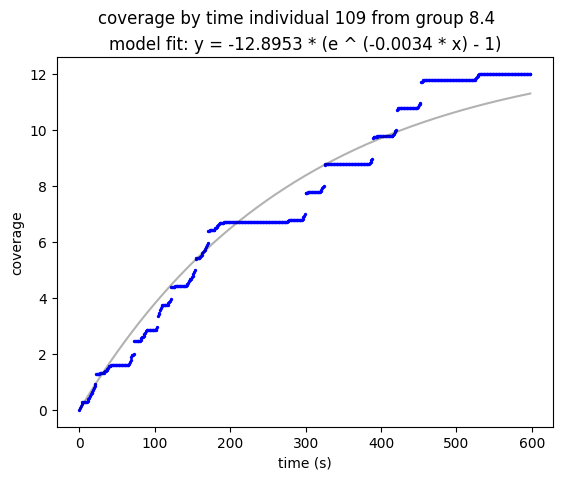 coverage by time individual 109 from group 8.4
model fit: y = -12.8953 * (e ^ (-0.0034 * x) - 1)
12
10
8
6
4
2
0
coverage
0 100 200 300 400 500 600
time (s)